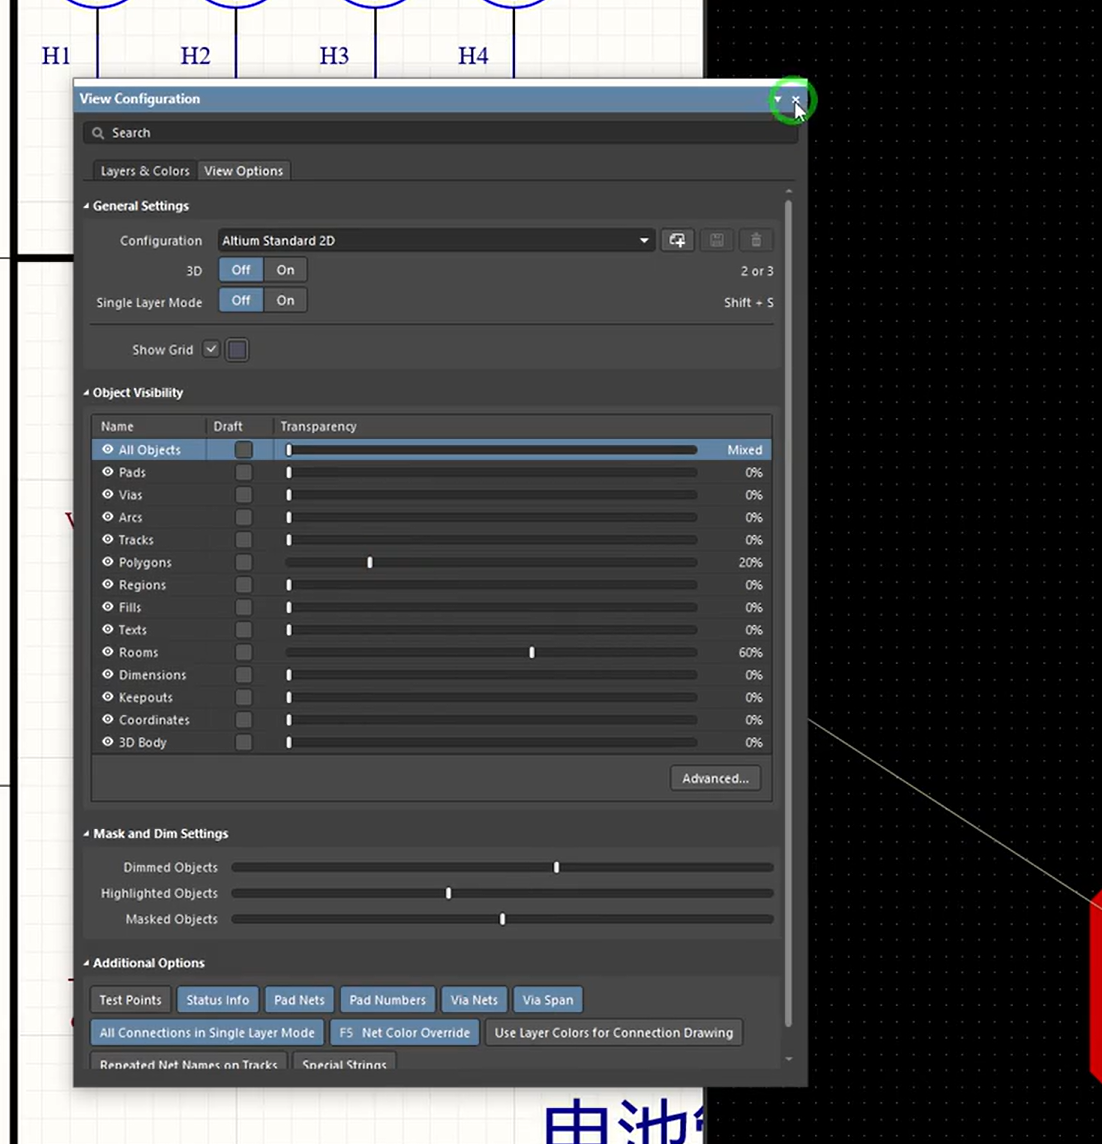 H1 H2 H3 H4
View Configuration
Search
Layers & Colors View Options
General Settings
Configuration Altium Standard 2D
3D Off On 2 or 3
Single Layer Mode Off On Shift + S
Show Grid
Object Visibility
Name Draft Transparency
All Objects Mixed
Pads 0%
Vias 0%
Arcs 0%
Tracks 0%
Polygons 20%
Regions 0%
Fills 0%
Texts 0%
Rooms 60%
Dimensions 0%
Keepouts 0%
Coordinates 0%
3D Body 0%
Advanced...
Mask and Dim Settings
Dimmed Objects
Highlighted Objects
Masked Objects
Additional Options
Test Points Status Info Pad Nets Pad Numbers Via Nets Via Span
All Connections in Single Layer Mode F5 Net Color Override Use Layer Colors for Connection Drawing
Repeated Net Names on Tracks Special Strings
电池